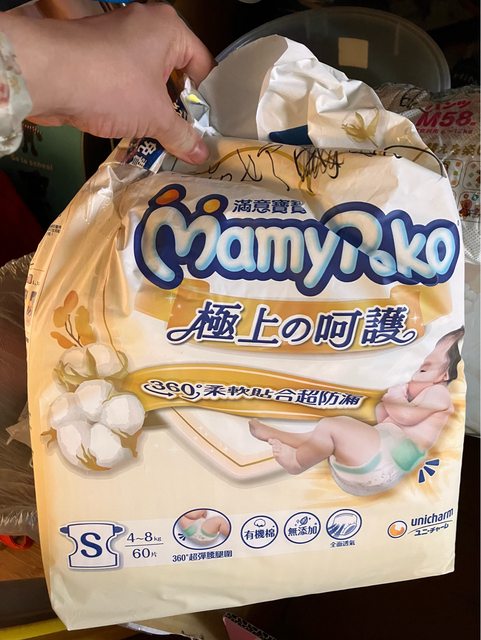 M58
滿意寶寶
MamyPoko
極上の呵護
360°柔軟貼合超防漏
S
4~8kg
60片
360°超彈腰腿圍
有機棉
無添加
全面透氣
unicharm
ユニ・チャーム